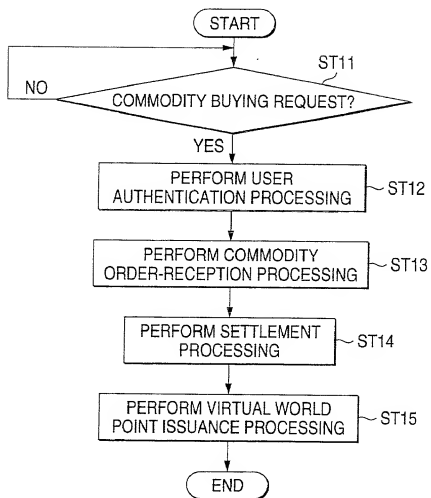 START
ST11
NO
COMMODITY BUYING REQUEST?
YES
PERFORM USER
AUTHENTICATION PROCESSING
ST12
PERFORM COMMODITY
ORDER-RECEPTION PROCESSING
ST13
PERFORM SETTLEMENT
PROCESSING
ST14
PERFORM VIRTUAL WORLD
POINT ISSUANCE PROCESSING
ST15
END